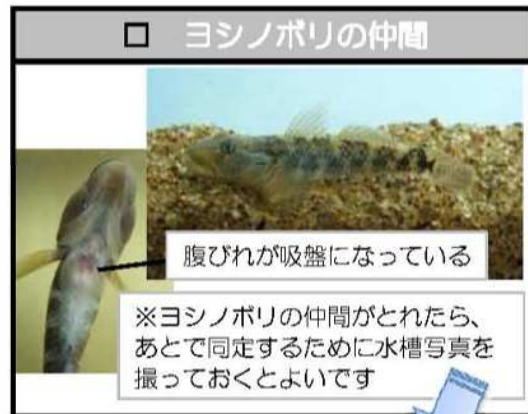 □ ヨシノボリの仲間
腹びれが吸盤になっている
※ヨシノボリの仲間がとれたら、
あとで同定するために水槽写真を
撮っておくとよいです